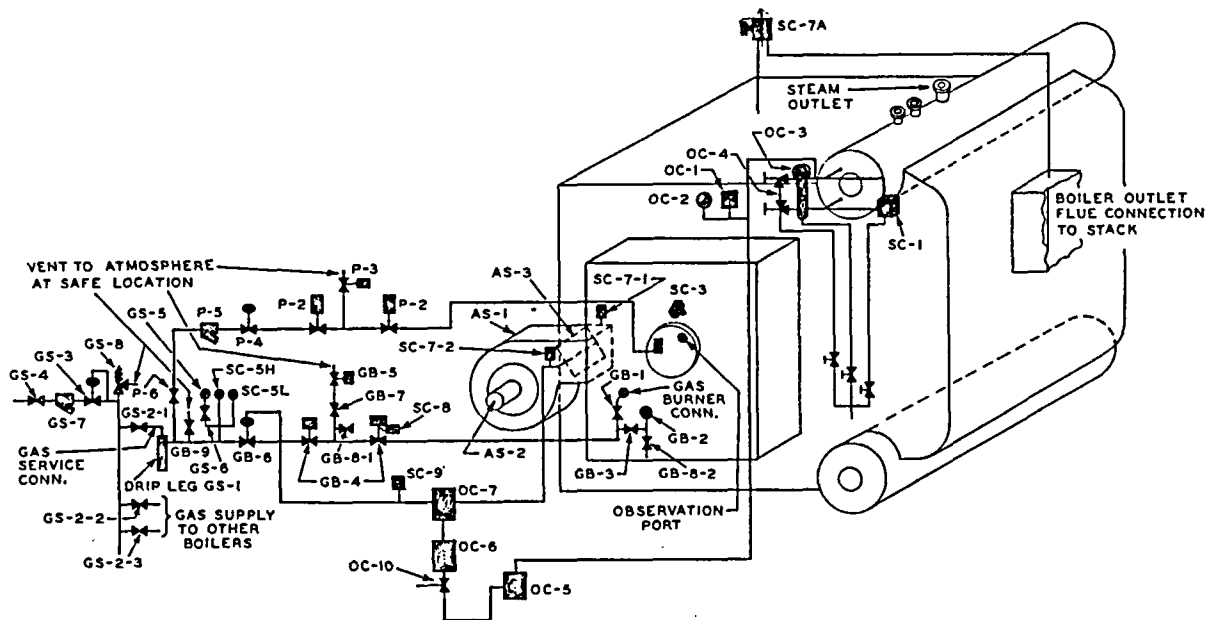 SC-7A
STEAM
OUTLET
OC-3
OC-4
OC-1
OC-2
BOILER OUTLET
FLUE CONNECTION
TO STACK
SC-1
VENT TO ATMOSPHERE
AT SAFE LOCATION
P-3
AS-3
SC-7-1
SC-3
GS-5
P-5
P-2
P-2
AS-1
GS-8
P-4
SC-7-2
GS-3
SC-5H
GS-4
P-6
SC-5L
GB-5
GB-1
GAS
BURNER
CONN.
GS-2-1
GB-7
SC-8
GS-7
GB-2
GAS
SERVICE
CONN.
GB-9
GS-6
GB-6
GB-8-1
AS-2
GB-3
GB-8-2
DRIP LEG GS-1
GB-4
SC-9
OC-7
GS-2-2
GAS SUPPLY
TO OTHER
BOILERS
OBSERVATION
PORT
GS-2-3
OC-6
OC-10
OC-5